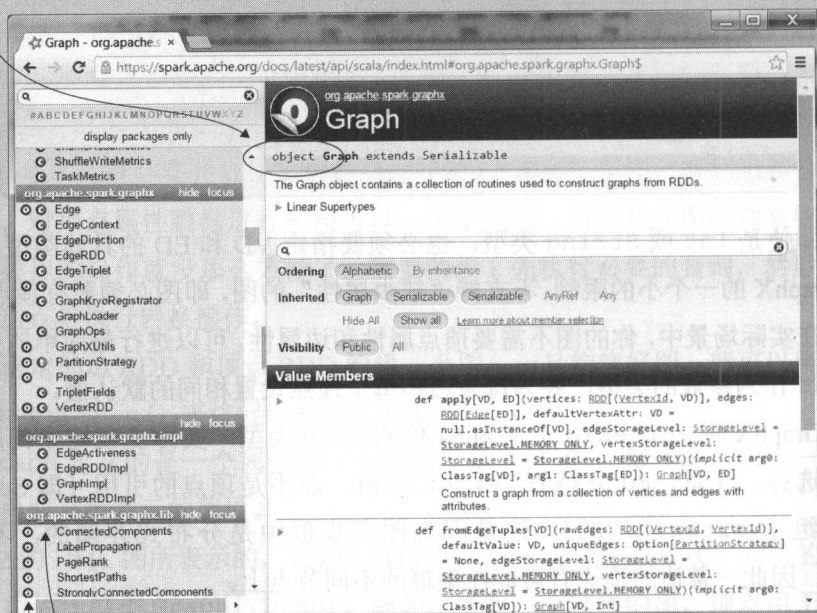 Graph - org.apache.s ×
https://spark.apache.org/docs/latest/api/scala/index.html#org.apache.spark.graphx.Graph$
#ABCDEFGHIJKLMNOPQRSTUVWXYZ
display packages only
ShuffleWriteMetrics
TaskMetrics
org.apache.spark.graphx hide focus
Edge
EdgeContext
EdgeDirection
EdgeRDD
EdgeTriplet
Graph
GraphKryoRegistrator
GraphLoader
GraphOps
GraphXUtils
PartitionStrategy
Pregel
TripletFields
VertexRDD
hide focus
org.apache.spark.graphx.impl
EdgeActiveness
EdgeRDDImpl
GraphImpl
VertexRDDImpl
org.apache.spark.graphx.lib hide focus
ConnectedComponents
LabelPropagation
PageRank
ShortestPaths
StronglyConnectedComponents
org.apache.spark.graphx
Graph
object Graph extends Serializable
The Graph object contains a collection of routines used to construct graphs from RDDs.
Linear Supertypes
Ordering Alphabetic By inheritance
Inherited Graph Serializable Serializable AnyRef Any
Hide All Show all Learn more about member selection
Visibility Public All
Value Members
def apply[VD, ED](vertices: RDD[(VertexId, VD)], edges:
RDD[Edge[ED]], defaultVertexAttr: VD =
null.asInstanceOf[VD], edgeStorageLevel: StorageLevel =
StorageLevel.MEMORY_ONLY, vertexStorageLevel:
StorageLevel = StorageLevel.MEMORY_ONLY)(implicit arg0:
ClassTag[VD], arg1: ClassTag[ED]): Graph[VD, ED]
Construct a graph from a collection of vertices and edges with
attributes.
def fromEdgeTuples[VD](rawEdges: RDD[(VertexId, VertexId)],
defaultValue: VD, uniqueEdges: Option[PartitionStrategy]
= None, edgeStorageLevel: StorageLevel =
StorageLevel.MEMORY_ONLY, vertexStorageLevel:
StorageLevel = StorageLevel.MEMORY_ONLY)(implicit arg0:
ClassTag[VD]): Graph[VD, Int]